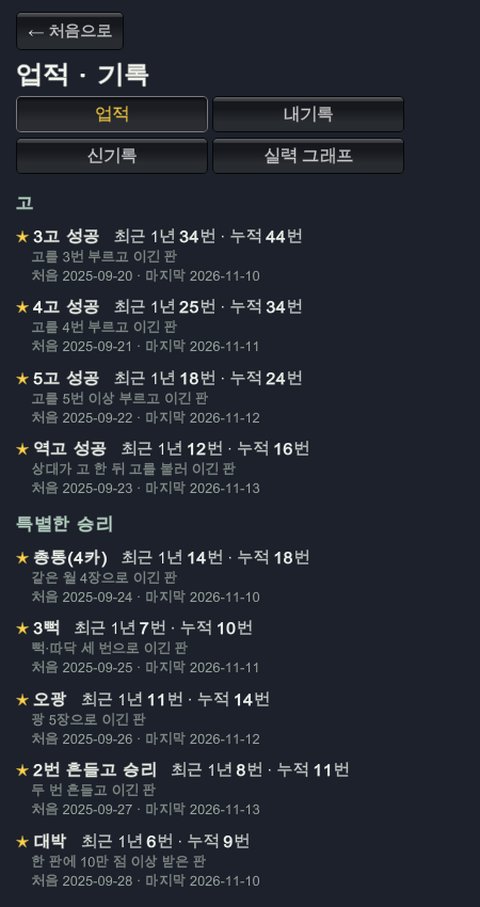 ← 처음으로
업적 · 기록
업적
내기록
신기록
실력 그래프
고
★ 3고 성공 최근 1년 34번 · 누적 44번
고를 3번 부르고 이긴 판
처음 2025-09-20 · 마지막 2026-11-10
★ 4고 성공 최근 1년 25번 · 누적 34번
고를 4번 부르고 이긴 판
처음 2025-09-21 · 마지막 2026-11-11
★ 5고 성공 최근 1년 18번 · 누적 24번
고를 5번 이상 부르고 이긴 판
처음 2025-09-22 · 마지막 2026-11-12
★ 역고 성공 최근 1년 12번 · 누적 16번
상대가 고 한 뒤 고를 불러 이긴 판
처음 2025-09-23 · 마지막 2026-11-13
특별한 승리
★ 총통(4카) 최근 1년 14번 · 누적 18번
같은 월 4장으로 이긴 판
처음 2025-09-24 · 마지막 2026-11-10
★ 3뻑 최근 1년 7번 · 누적 10번
뻑·따닥 세 번으로 이긴 판
처음 2025-09-25 · 마지막 2026-11-11
★ 오광 최근 1년 11번 · 누적 14번
광 5장으로 이긴 판
처음 2025-09-26 · 마지막 2026-11-12
★ 2번 흔들고 승리 최근 1년 8번 · 누적 11번
두 번 흔들고 이긴 판
처음 2025-09-27 · 마지막 2026-11-13
★ 대박 최근 1년 6번 · 누적 9번
한 판에 10만 점 이상 받은 판
처음 2025-09-28 · 마지막 2026-11-10